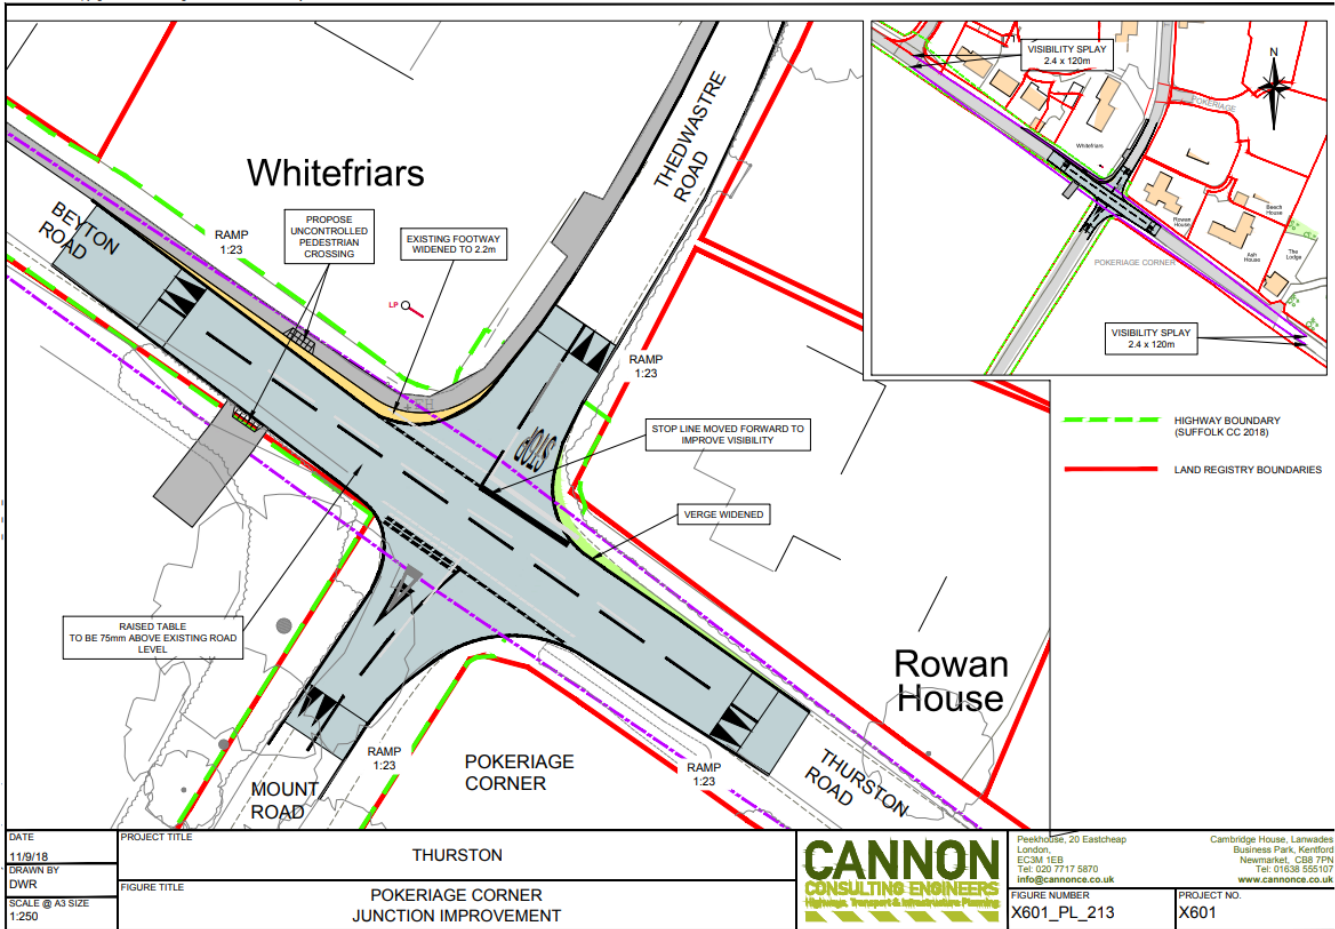 VISIBILITY SPLAY
2.4 x 120m
N
POKERIAGE
Whitefriars
Rowan
House
Beech
House
Ash
House
The
Lodge
POKERIAGE CORNER
VISIBILITY SPLAY
2.4 x 120m
THEDWASTRE
ROAD
Whitefriars
BEYTON
ROAD
RAMP
1:23
PROPOSE
UNCONTROLLED
PEDESTRIAN
CROSSING
EXISTING FOOTWAY
WIDENED TO 2.2m
LP
RAMP
1:23
STOP
STOP LINE MOVED FORWARD TO
IMPROVE VISIBILITY
VERGE WIDENED
HIGHWAY BOUNDARY
(SUFFOLK CC 2018)
LAND REGISTRY BOUNDARIES
RAISED TABLE
TO BE 75mm ABOVE EXISTING ROAD
LEVEL
Rowan
House
RAMP
1:23
POKERIAGE
CORNER
RAMP
1:23
MOUNT
ROAD
THURSTON
ROAD
DATE
11/9/18
DRAWN BY
DWR
SCALE @ A3 SIZE
1:250
PROJECT TITLE
THURSTON
FIGURE TITLE
POKERIAGE CORNER
JUNCTION IMPROVEMENT
CANNON
CONSULTING ENGINEERS
Highways, Transport & Infrastructure Planning
Peekhouse, 20 Eastcheap
London,
EC3M 1EB
Tel: 020 7717 5870
info@cannonce.co.uk
Cambridge House, Lanwades
Business Park, Kentford
Newmarket, CB8 7PN
Tel: 01638 555107
www.cannonce.co.uk
FIGURE NUMBER
X601_PL_213
PROJECT NO.
X601